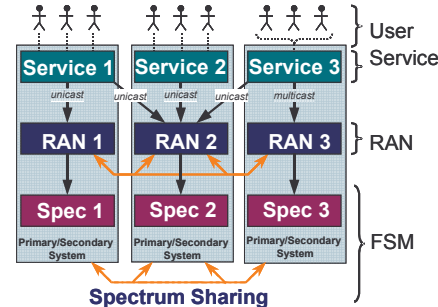 User
Service 1 Service 2 Service 3 Service
unicast unicast unicast unicast multicast
RAN 1 RAN 2 RAN 3 RAN
Spec 1 Spec 2 Spec 3
FSM
Primary/Secondary Primary/Secondary Primary/Secondary
System System System
Spectrum Sharing